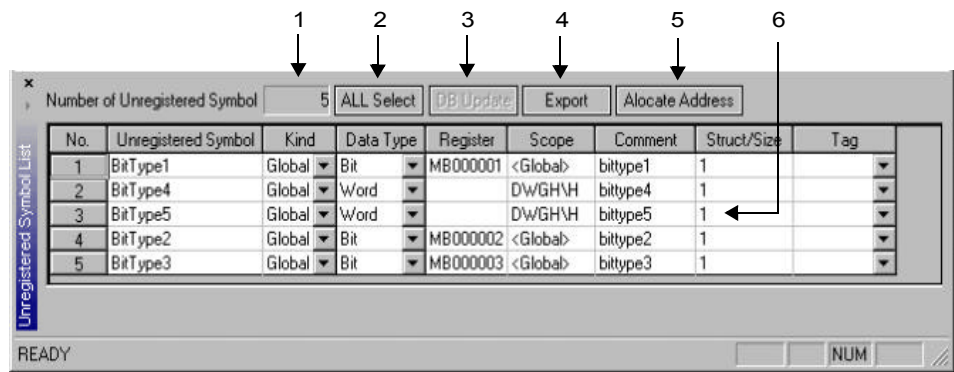 1 2 3 4 5 6
Number of Unregistered Symbol 5 ALL Select DB Update Export Alocate Address
Unregistered Symbol List
No. Unregistered Symbol Kind Data Type Register Scope Comment Struct/Size Tag
1 BitType1 Global Bit MB000001 <Global> bittype1 1
2 BitType4 Global Word DWGH\H bittype4 1
3 BitType5 Global Word DWGH\H bittype5 1
4 BitType2 Global Bit MB000002 <Global> bittype2 1
5 BitType3 Global Bit MB000003 <Global> bittype3 1
READY NUM